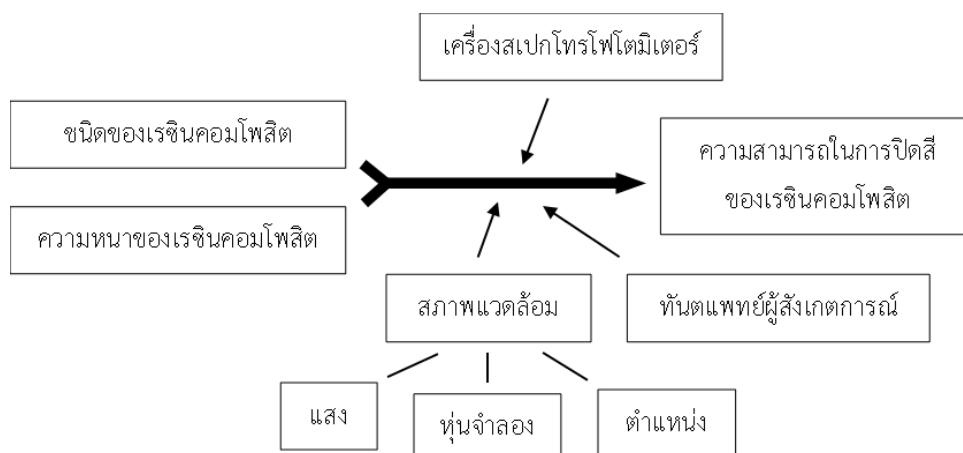 เครื่องสเปกโทรโฟโตมิเตอร์
ชนิดของเรซินคอมโพสิต
ความสามารถในการปิดสี
ของเรซินคอมโพสิต
ความหนาของเรซินคอมโพสิต
สภาพแวดล้อม
ทันตแพทย์ผู้สังเกตการณ์
แสง
หุ่นจำลอง
ตำแหน่ง